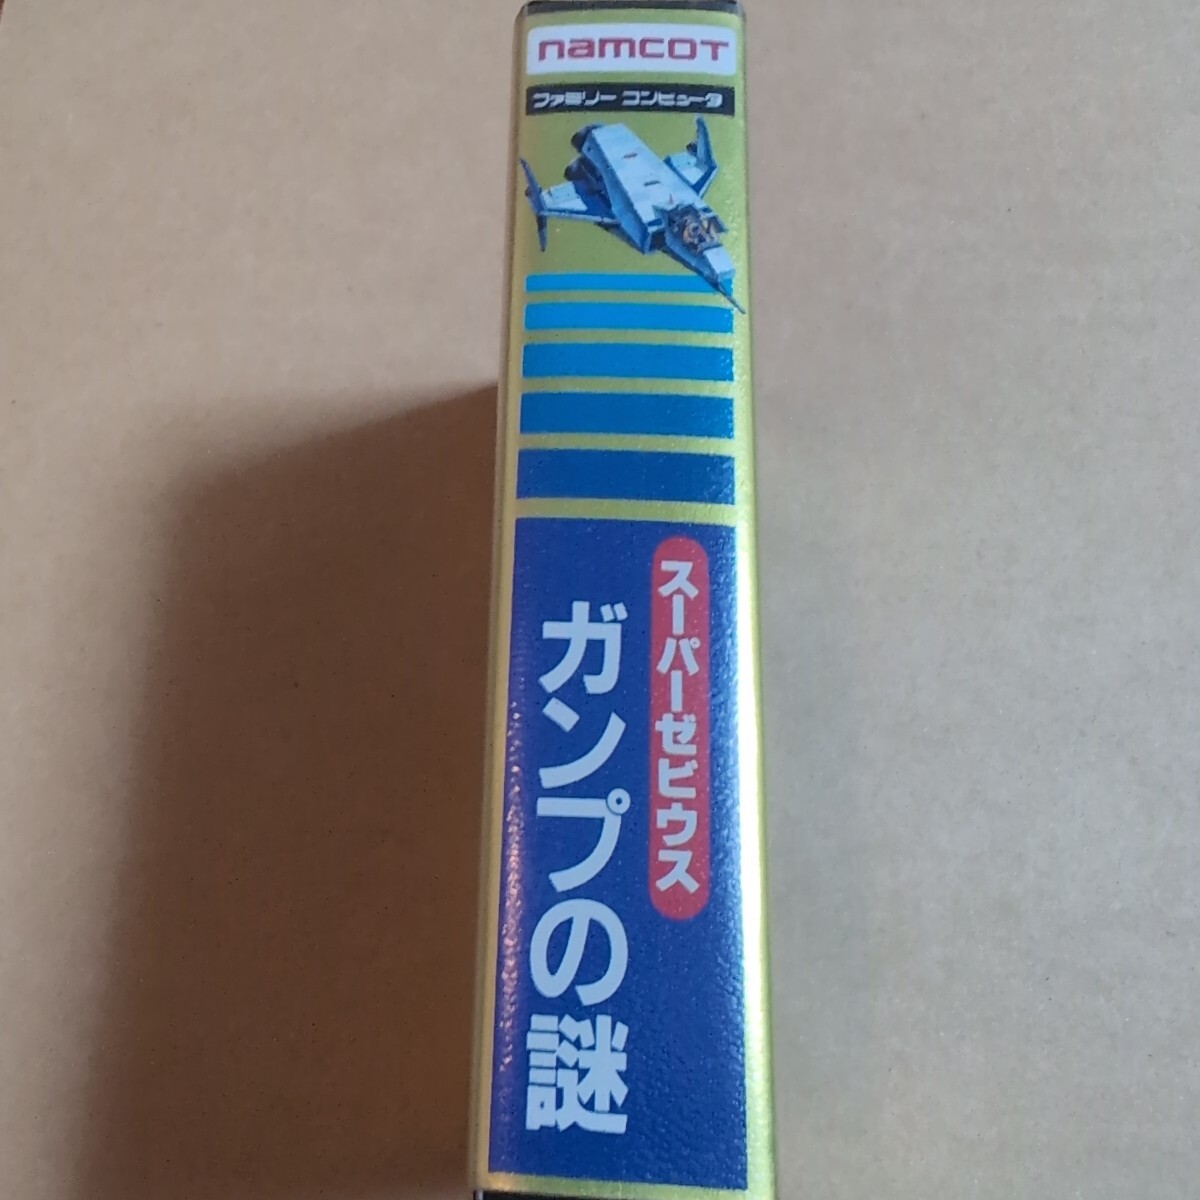 namcot
ファミリーコンピュータ
スーパーゼビウス
ガンプの謎